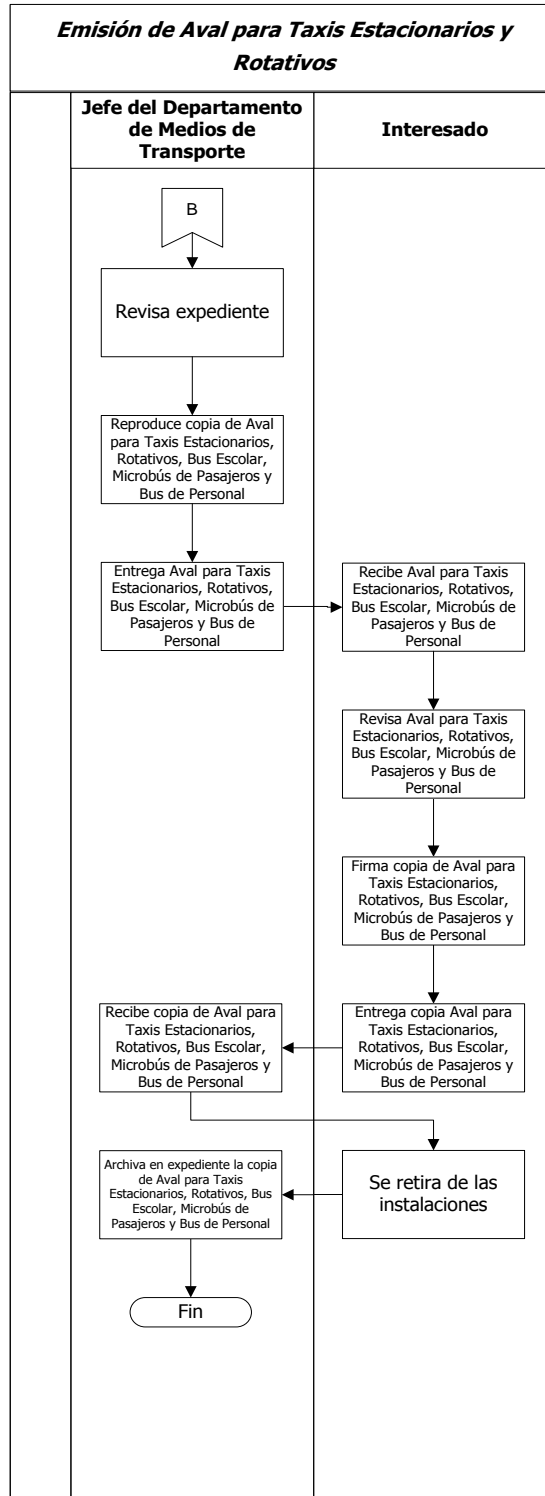 Emisión de Aval para Taxis Estacionarios y
Rotativos
Jefe del Departamento
de Medios de
Transporte
Interesado
B
Revisa expediente
Reproduce copia de Aval
para Taxis Estacionarios,
Rotativos, Bus Escolar,
Microbús de Pasajeros y
Bus de Personal
Entrega Aval para Taxis
Estacionarios, Rotativos,
Bus Escolar, Microbús de
Pasajeros y Bus de
Personal
Recibe Aval para Taxis
Estacionarios, Rotativos,
Bus Escolar, Microbús de
Pasajeros y Bus de
Personal
Revisa Aval para Taxis
Estacionarios, Rotativos,
Bus Escolar, Microbús de
Pasajeros y Bus de
Personal
Firma copia de Aval para
Taxis Estacionarios,
Rotativos, Bus Escolar,
Microbús de Pasajeros y
Bus de Personal
Entrega copia Aval para
Taxis Estacionarios,
Rotativos, Bus Escolar,
Microbús de Pasajeros y
Bus de Personal
Recibe copia de Aval para
Taxis Estacionarios,
Rotativos, Bus Escolar,
Microbús de Pasajeros y
Bus de Personal
Se retira de las
instalaciones
Archiva en expediente la copia
de Aval para Taxis
Estacionarios, Rotativos, Bus
Escolar, Microbús de
Pasajeros y Bus de Personal
Fin